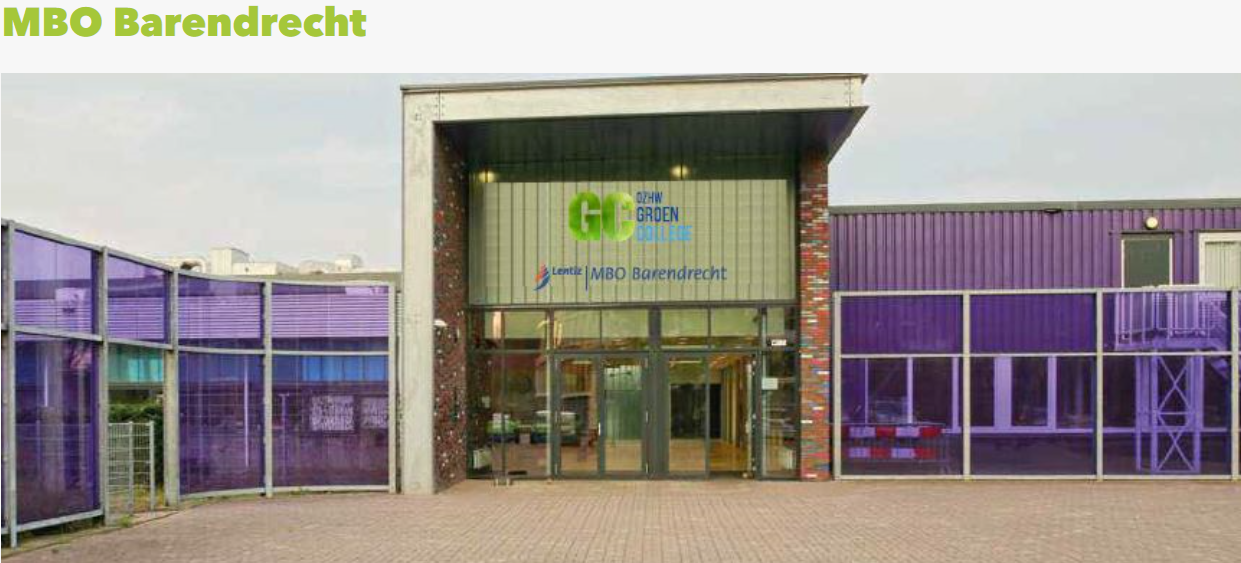 MBO Barendrecht
GC
OZHW
GROEN
COLLEGE
Lentiz | MBO Barendrecht